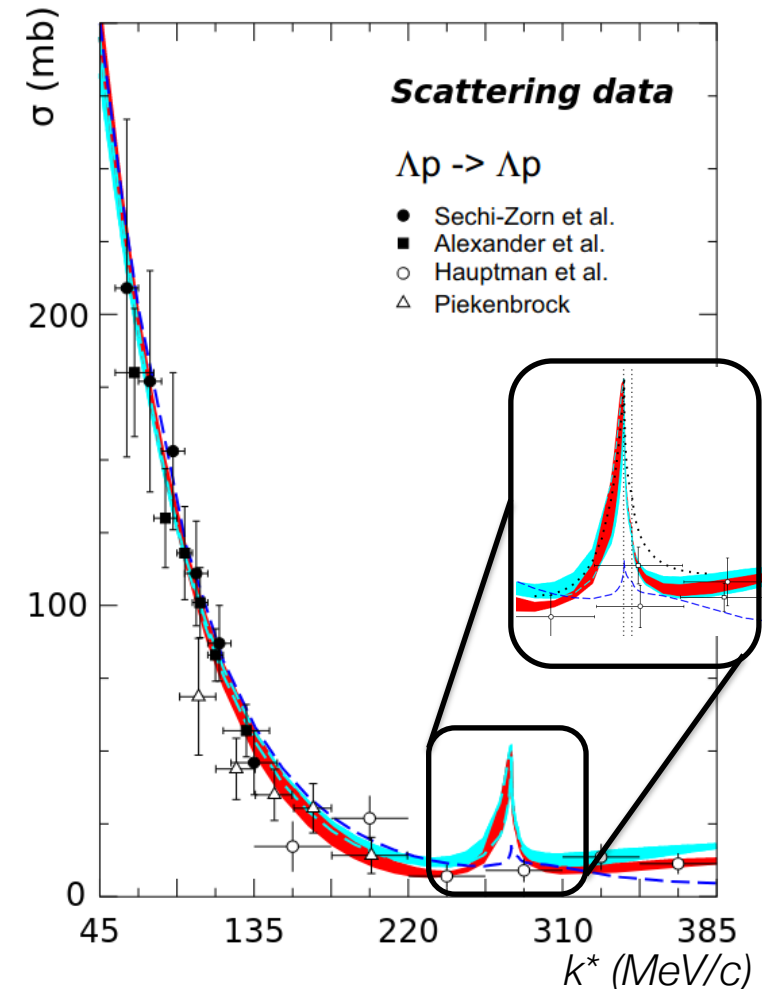 σ (mb)
Scattering data
Λp -> Λp
Sechi-Zorn et al.
Alexander et al.
Hauptman et al.
Piekenbrock
200
100
0
45 135 220 310 385
k* (MeV/c)